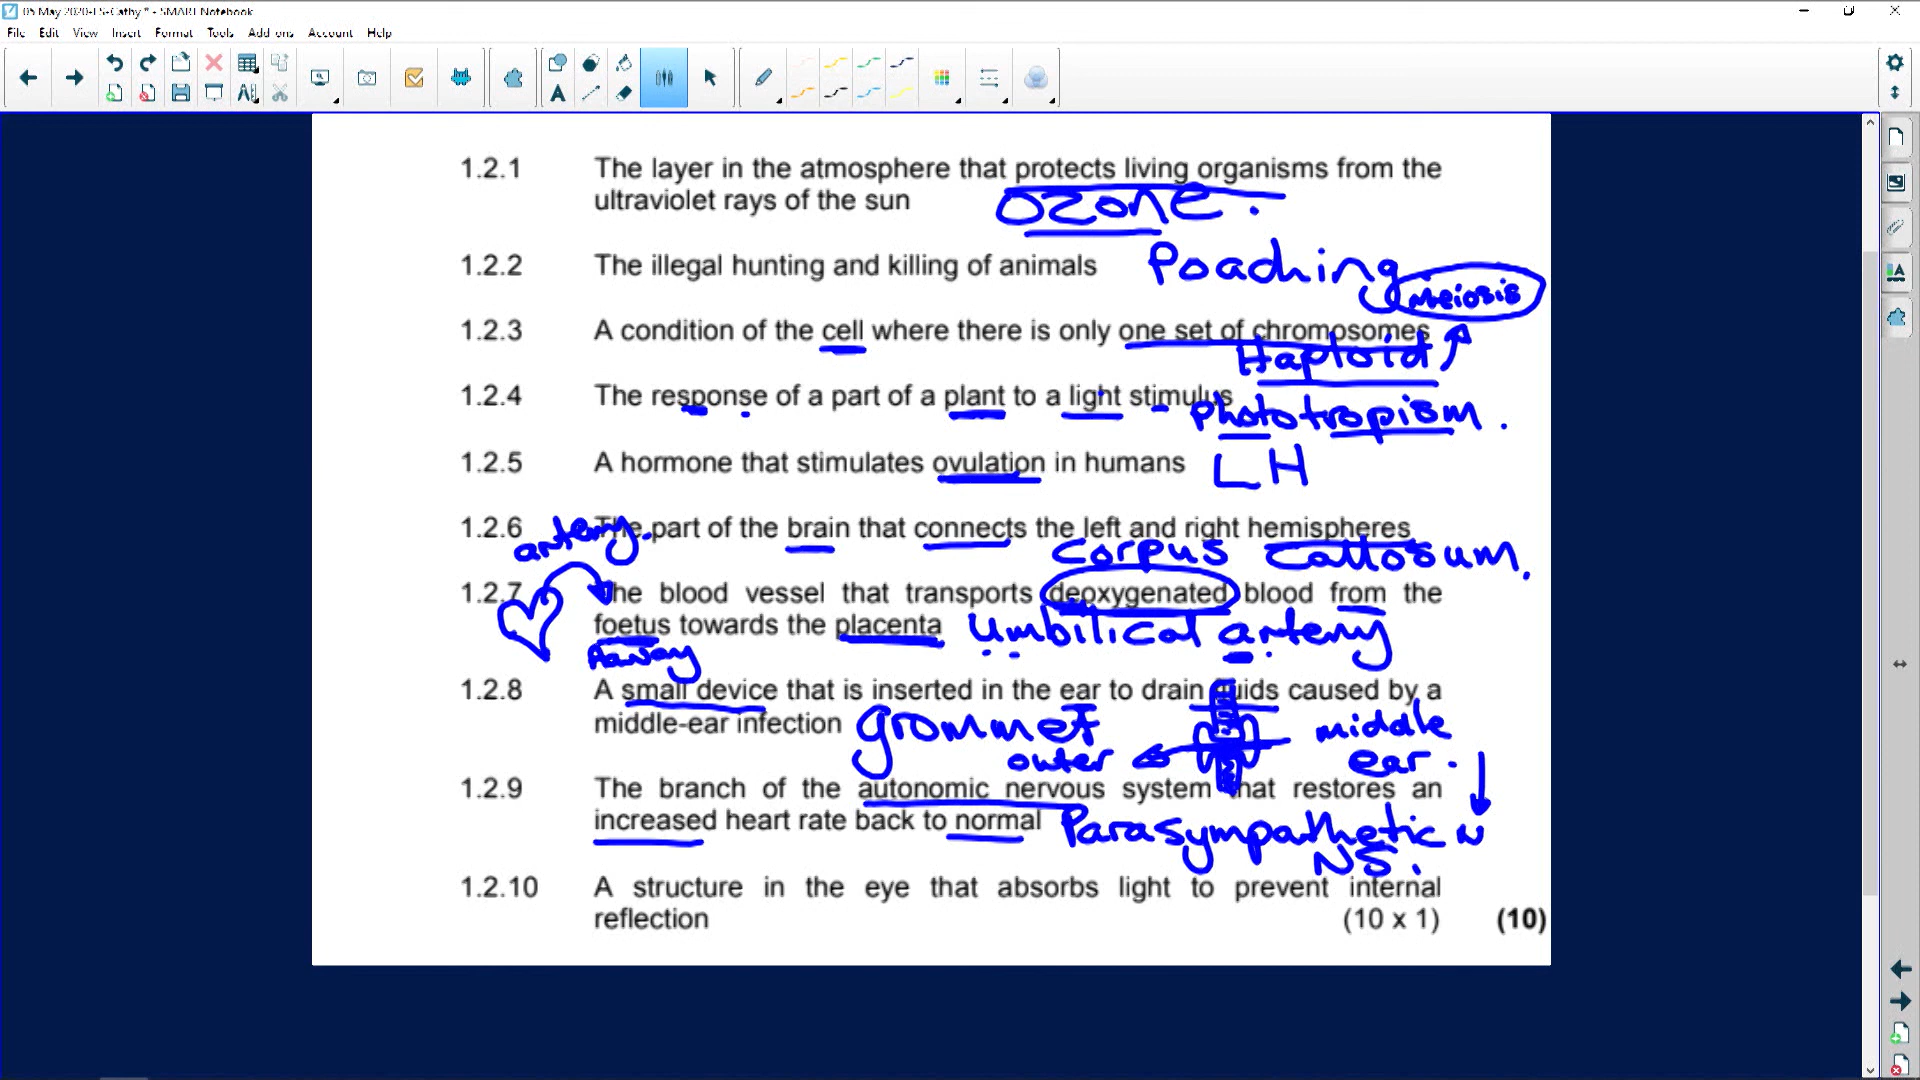 05 May 2020-LS-Cathy * - SMART Notebook
File Edit View Insert Format Tools Add-ons Account Help
1.2.1 The layer in the atmosphere that protects living organisms from the
ultraviolet rays of the sun ozone.
1.2.2 The illegal hunting and killing of animals Poaching
meiosis
1.2.3 A condition of the cell where there is only one set of chromosomes
Haploid
1.2.4 The response of a part of a plant to a light stimulus
Phototropism.
1.2.5 A hormone that stimulates ovulation in humans LH
1.2.6 The part of the brain that connects the left and right hemispheres
artery.
Corpus Callosum.
1.2.7 The blood vessel that transports deoxygenated blood from the
foetus towards the placenta umbilical artery
Away
1.2.8 A small device that is inserted in the ear to drain fluids caused by a
middle-ear infection grommet middle
outer ear.
1.2.9 The branch of the autonomic nervous system that restores an
increased heart rate back to normal Parasympathetic N
NS.
1.2.10 A structure in the eye that absorbs light to prevent internal
reflection (10 x 1) (10)